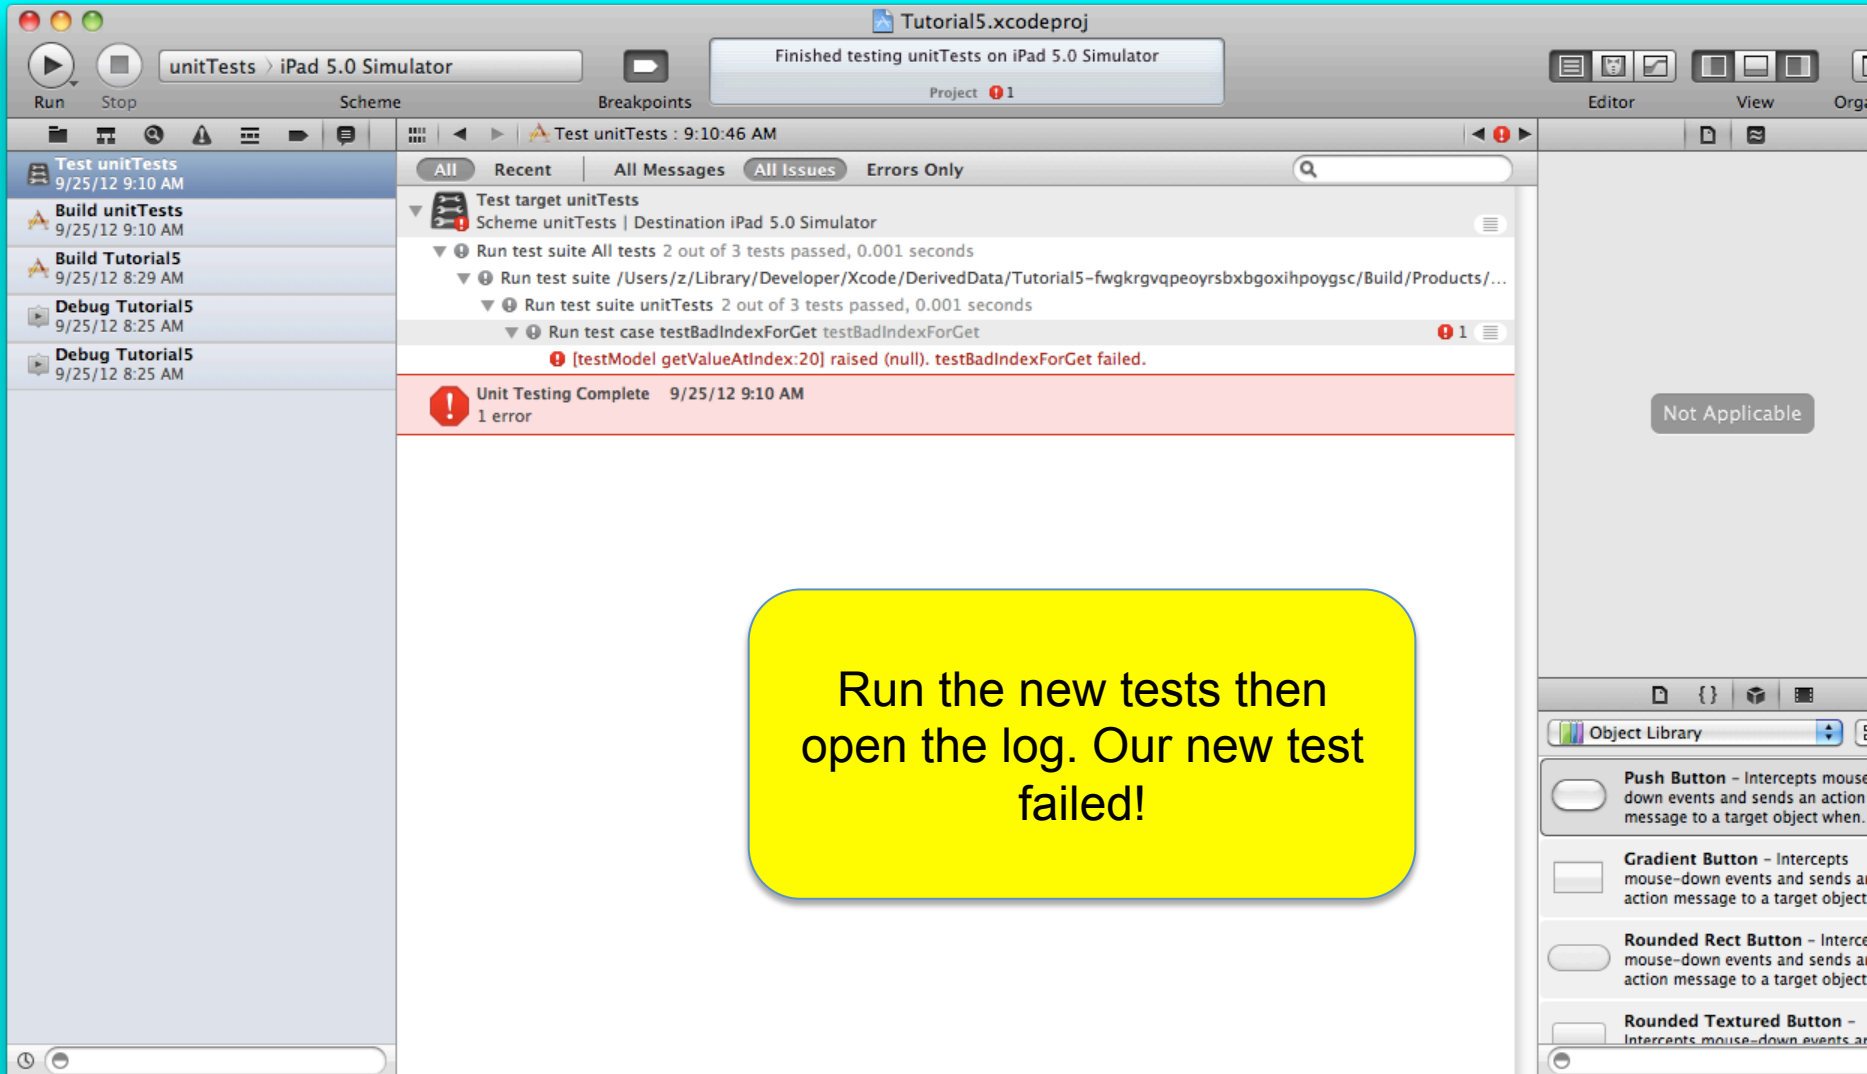 Tutorial5.xcodeproj
unitTests 〉 iPad 5.0 Simulator
Finished testing unitTests on iPad 5.0 Simulator
Project 1
Run Stop Scheme Breakpoints Editor View
Test unitTests : 9:10:46 AM
Test unitTests
9/25/12 9:10 AM
Build unitTests
9/25/12 9:10 AM
Build Tutorial5
9/25/12 8:29 AM
Debug Tutorial5
9/25/12 8:25 AM
Debug Tutorial5
9/25/12 8:25 AM
All Recent All Messages All Issues Errors Only
Test target unitTests
Scheme unitTests | Destination iPad 5.0 Simulator
Run test suite All tests 2 out of 3 tests passed, 0.001 seconds
Run test suite /Users/z/Library/Developer/Xcode/DerivedData/Tutorial5-fwgkrgvqpeoyrsbxbgoxihpoygsc/Build/Products/...
Run test suite unitTests 2 out of 3 tests passed, 0.001 seconds
Run test case testBadIndexForGet testBadIndexForGet 1
[testModel getValueAtIndex:20] raised (null). testBadIndexForGet failed.
Unit Testing Complete 9/25/12 9:10 AM
1 error
Run the new tests then
open the log. Our new test
failed!
Not Applicable
{}
Object Library
Push Button - Intercepts mouse
down events and sends an action
message to a target object when.
Gradient Button - Intercepts
mouse-down events and sends
action message to a target object
Rounded Rect Button -
mouse-down events and sends
action message to a target object
Rounded Textured Button -
Intercepts mouse-down events